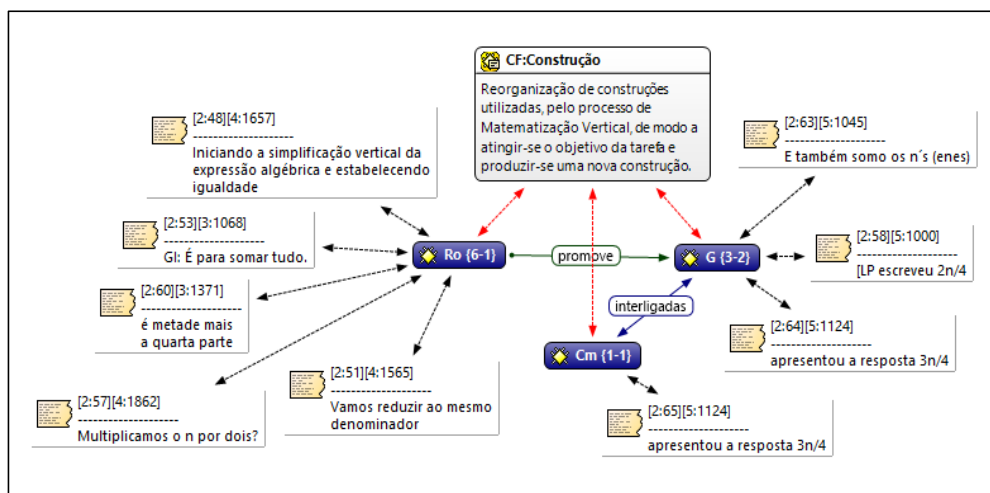 CF:Construção
Reorganização de construções
utilizadas, pelo processo de
Matematização Vertical, de modo a
atingir-se o objetivo da tarefa e
produzir-se uma nova construção.
[2:48][4:1657]
--------------------
Iniciando a simplificação vertical da
expressão algébrica e estabelecendo
igualdade
[2:63][5:1045]
--------------------
E também somo os n´s (enes)
[2:53][3:1068]
--------------------
GI: É para somar tudo.
Ro {6-1}
promove
G {3-2}
[2:58][5:1000]
--------------------
[LP escreveu 2n/4
[2:60][3:1371]
--------------------
é metade mais
a quarta parte
interligadas
[2:64][5:1124]
--------------------
apresentou a resposta 3n/4
Cm {1-1}
[2:51][4:1565]
--------------------
Vamos reduzir ao mesmo
denominador
[2:57][4:1862]
--------------------
Multiplicamos o n por dois?
[2:65][5:1124]
--------------------
apresentou a resposta 3n/4